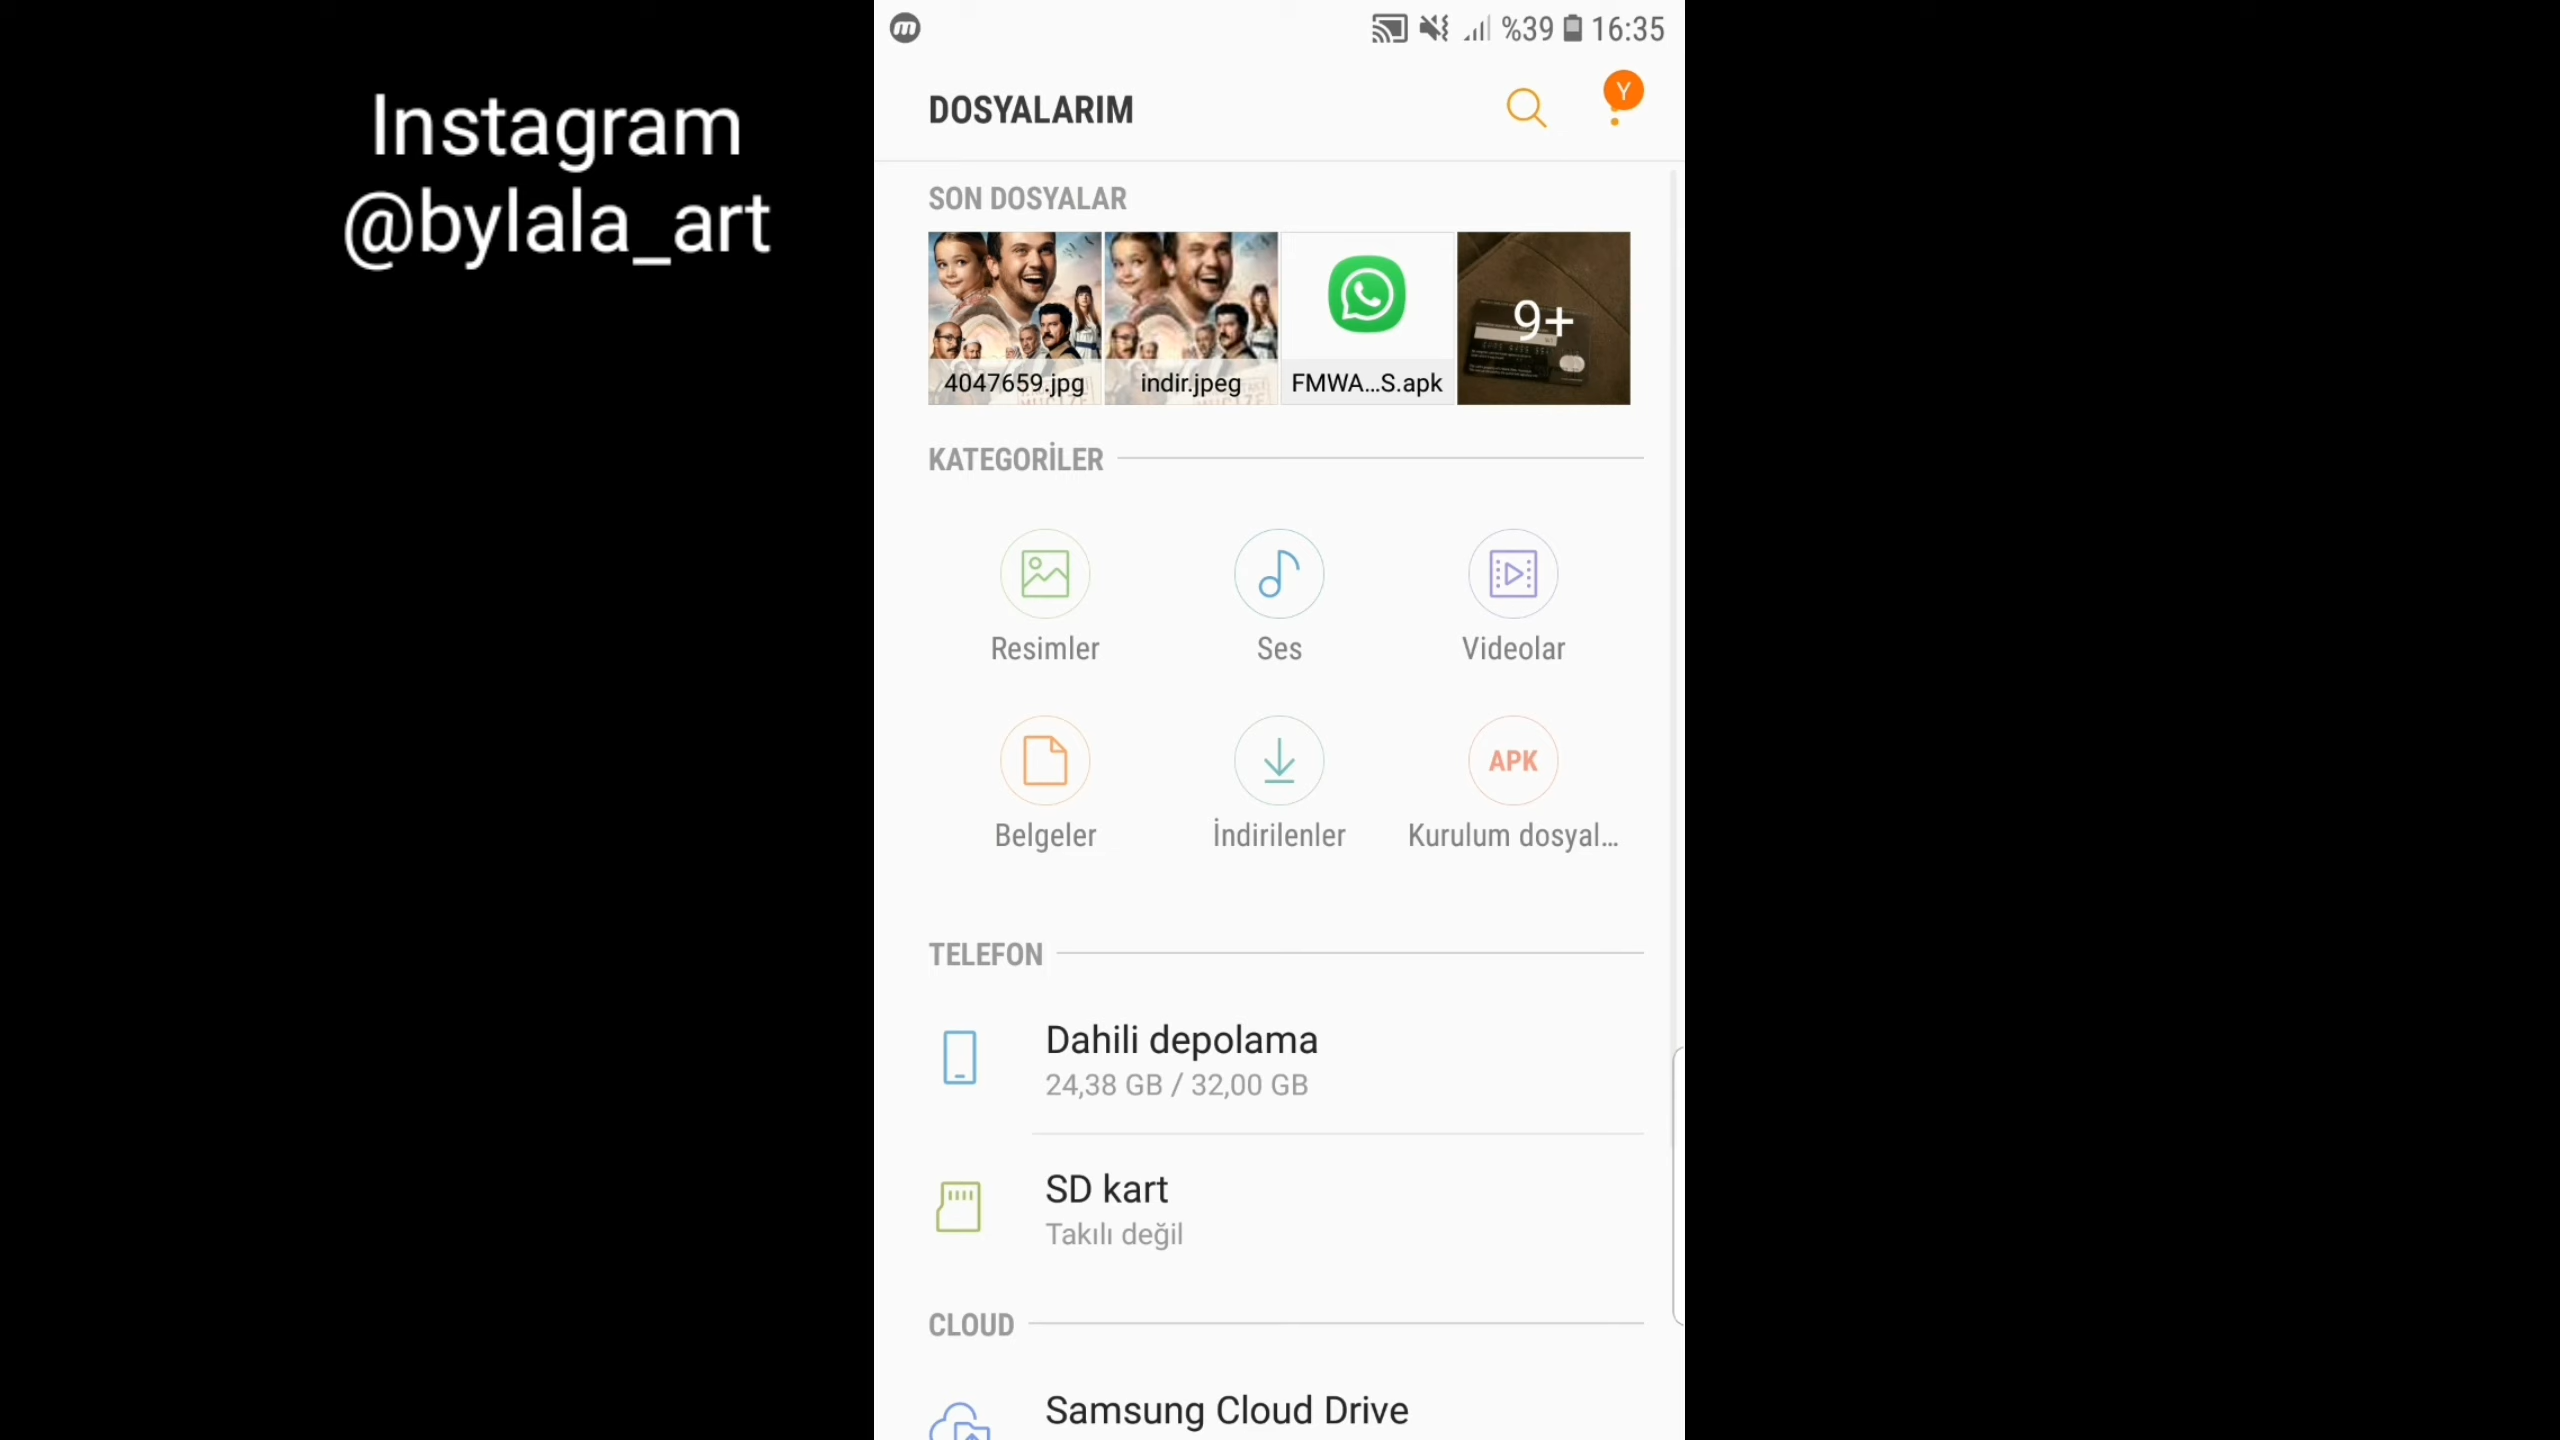 Instagram
@bylala_art
%39 16:35
DOSYALARIM
Y
SON DOSYALAR
4047659.jpg
indir.jpeg
FMWA...S.apk
9+
KATEGORİLER
Resimler
Ses
Videolar
APK
Belgeler
İndirilenler
Kurulum dosyal...
TELEFON
Dahili depolama
24,38 GB / 32,00 GB
SD kart
Takılı değil
CLOUD
Samsung Cloud Drive